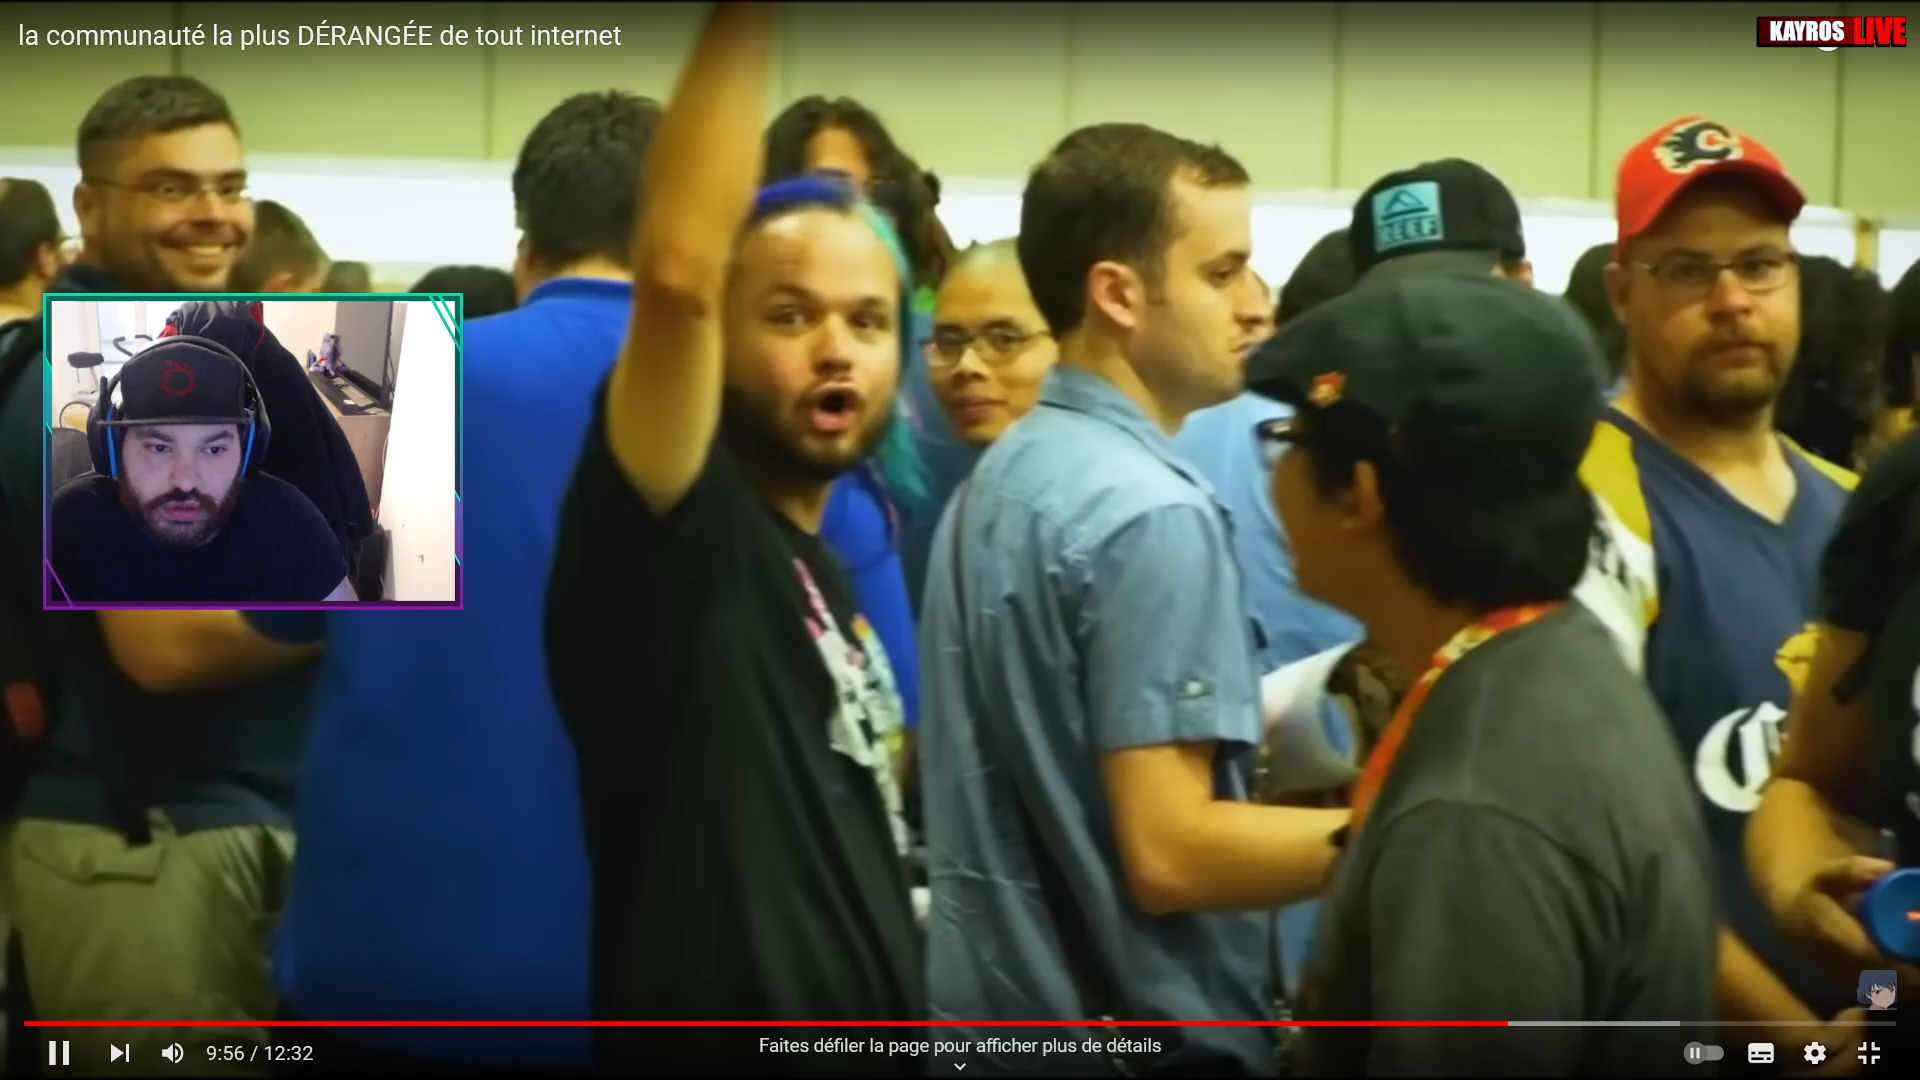 la communauté la plus DÉRANGÉE de tout internet
KAYROS LIVE
REEF
C
9:56 / 12:32
Faites défiler la page pour afficher plus de détails